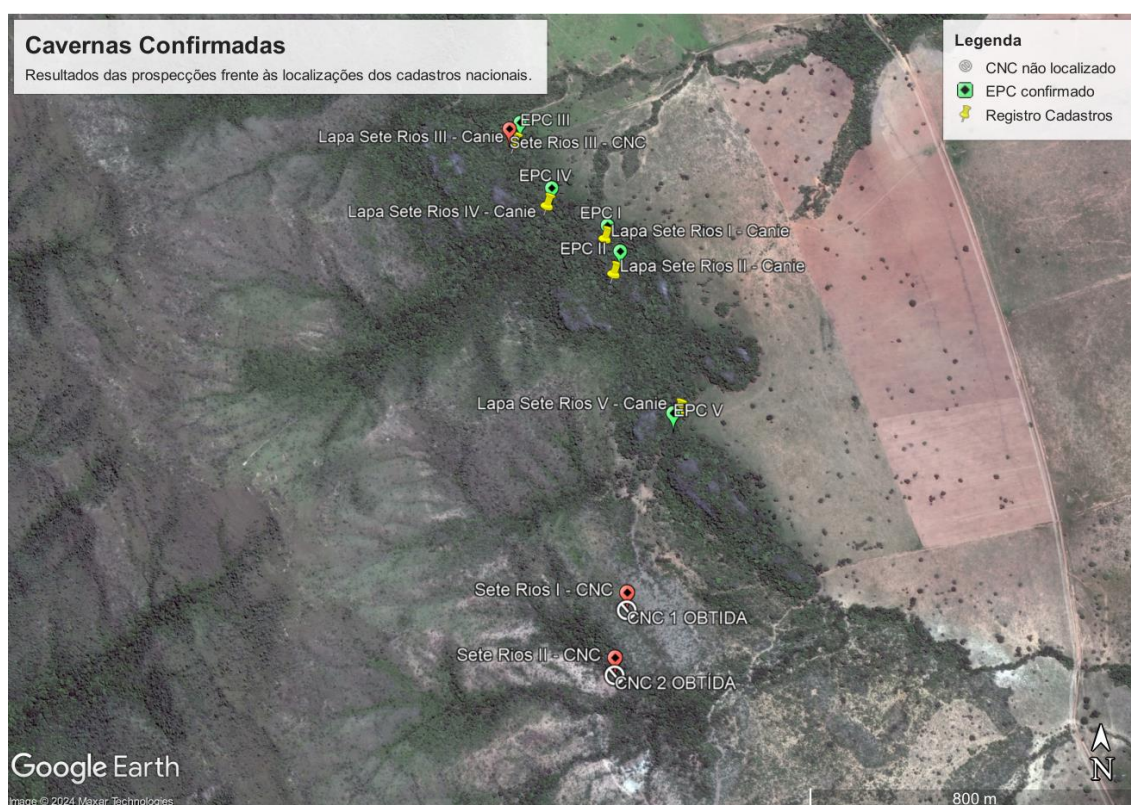 Cavernas Confirmadas
Resultados das prospecções frente às localizações dos cadastros nacionais.
Legenda
CNC não localizado
EPC confirmado
Registro Cadastros
EPC III
Lapa Sete Rios III - Canie
Sete Rios III - CNC
EPC IV
Lapa Sete Rios IV - Canie
EPC I
Lapa Sete Rios I - Canie
EPC II
Lapa Sete Rios II - Canie
Lapa Sete Rios V - Canie
EPC V
Sete Rios I - CNC
CNC 1 OBTIDA
Sete Rios II - CNC
CNC 2 OBTIDA
Google Earth
Image © 2024 Maxar Technologies
N
800 m